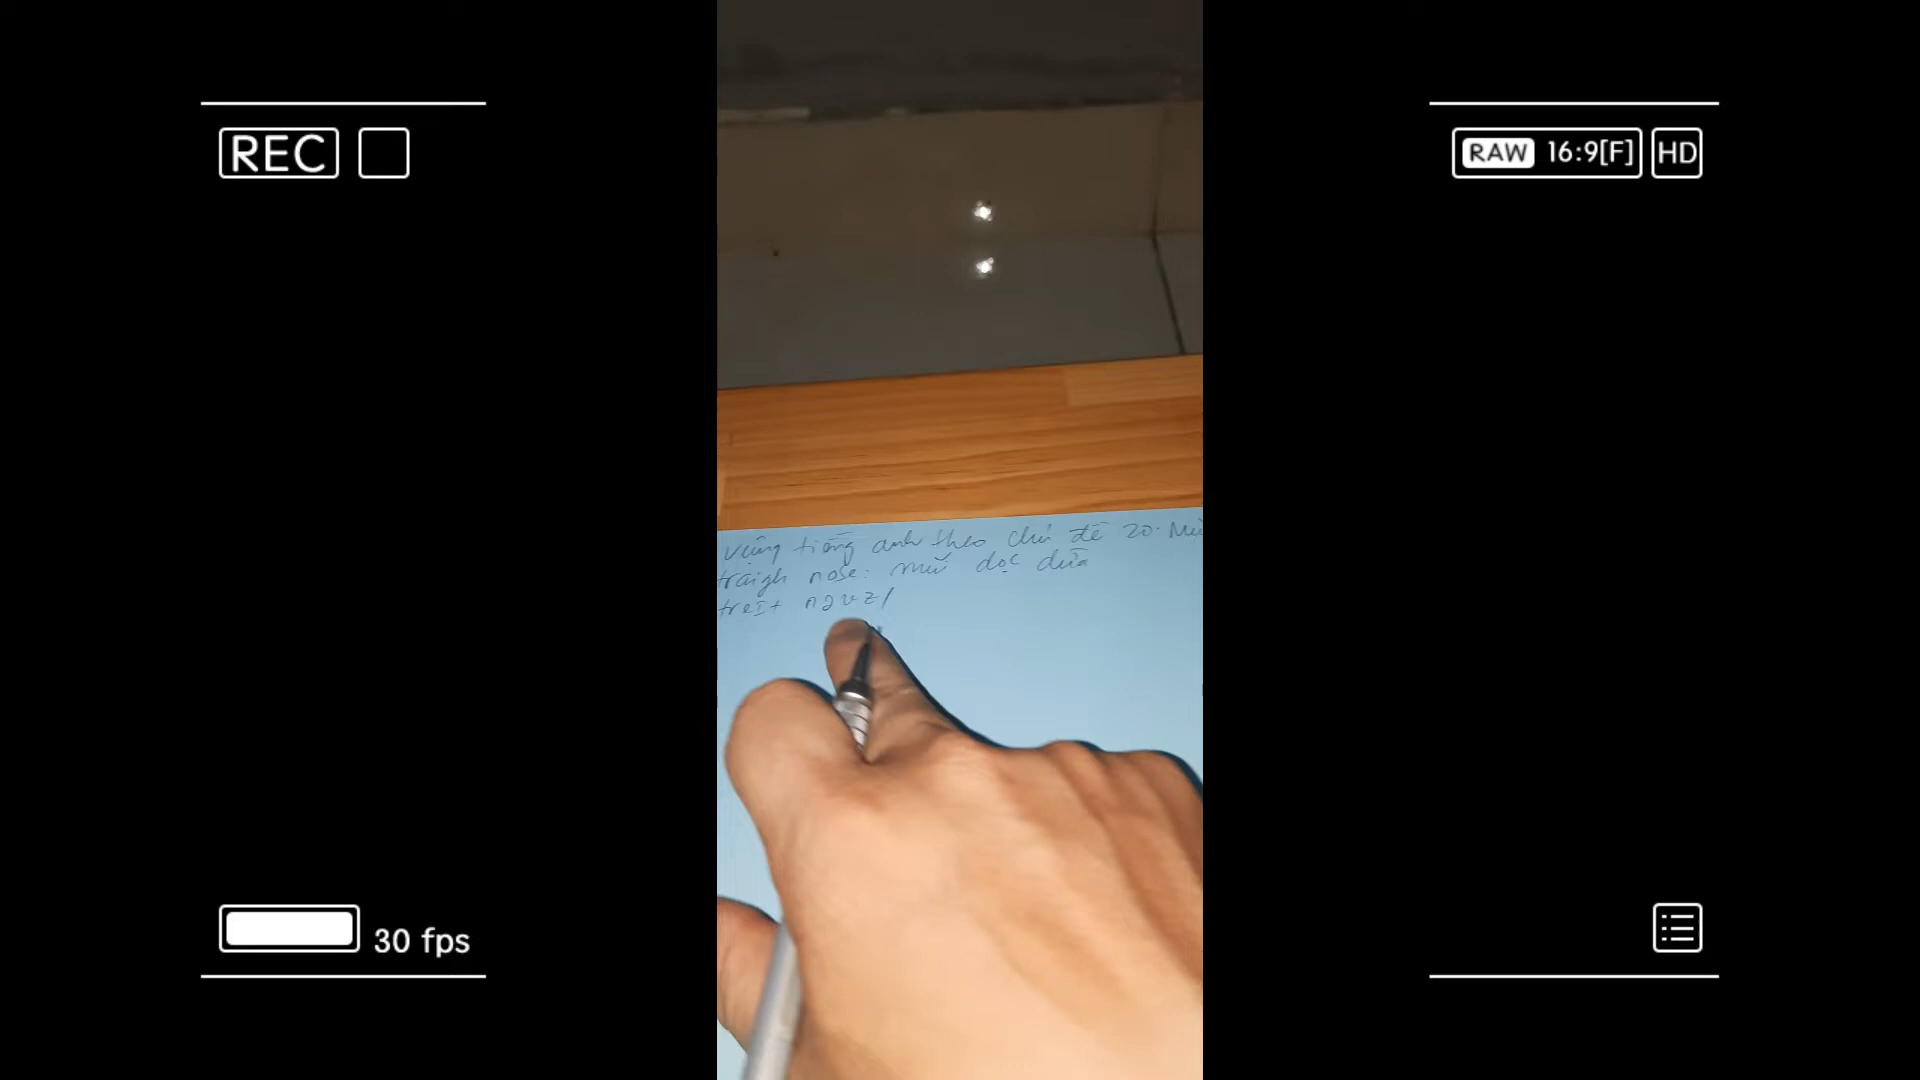 REC
RAW 16:9[F] HD
vựng tiếng anh theo chủ đề 20. Mũ
traigh nose: mũi dọc dừa
treɪt nəʊz/
30 fps